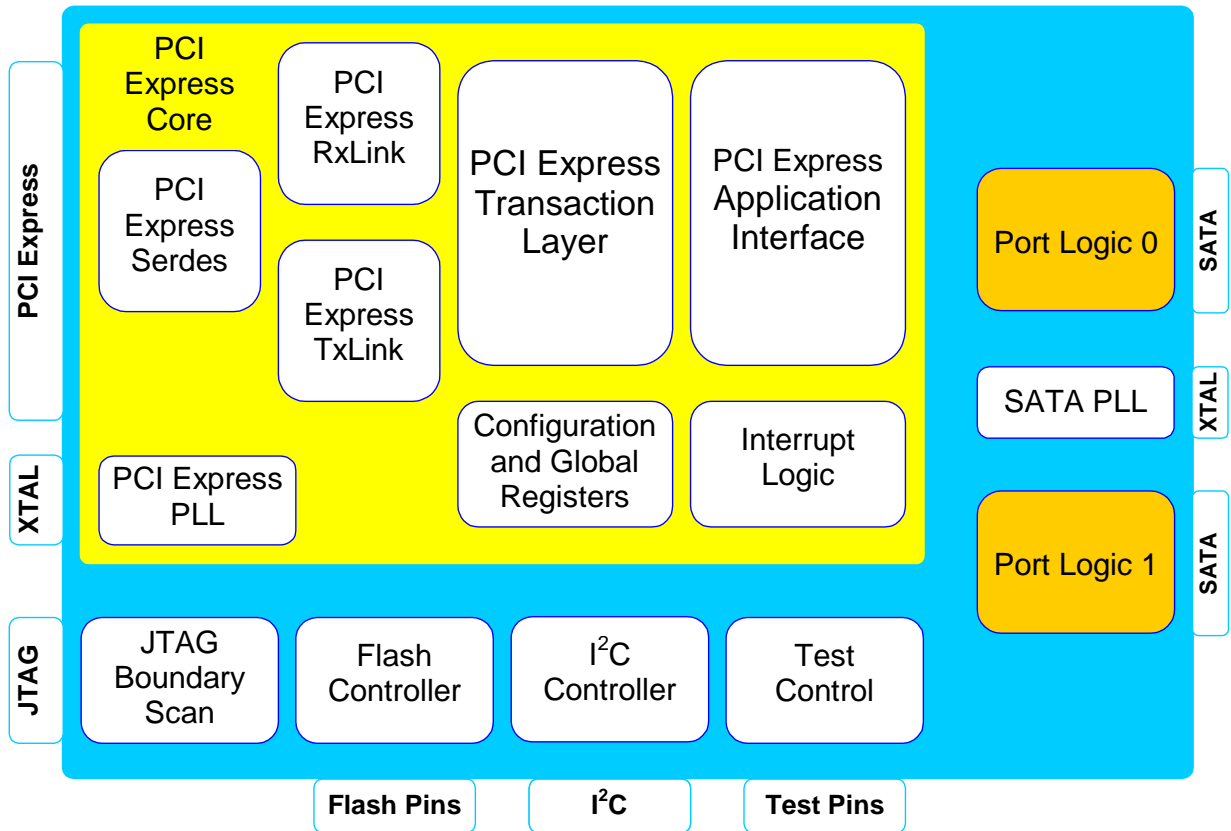 PCI
Express
Core
PCI
Express
RxLink
PCI Express
Transaction
Layer
PCI Express
Application
Interface
PCI
Express
Serdes
PCI
Express
TxLink
PCI Express
Port Logic 0
SATA
SATA PLL
XTAL
Configuration
and Global
Registers
Interrupt
Logic
PCI Express
PLL
XTAL
Port Logic 1
SATA
JTAG
JTAG
Boundary
Scan
Flash
Controller
I²C
Controller
Test
Control
Flash Pins
I²C
Test Pins